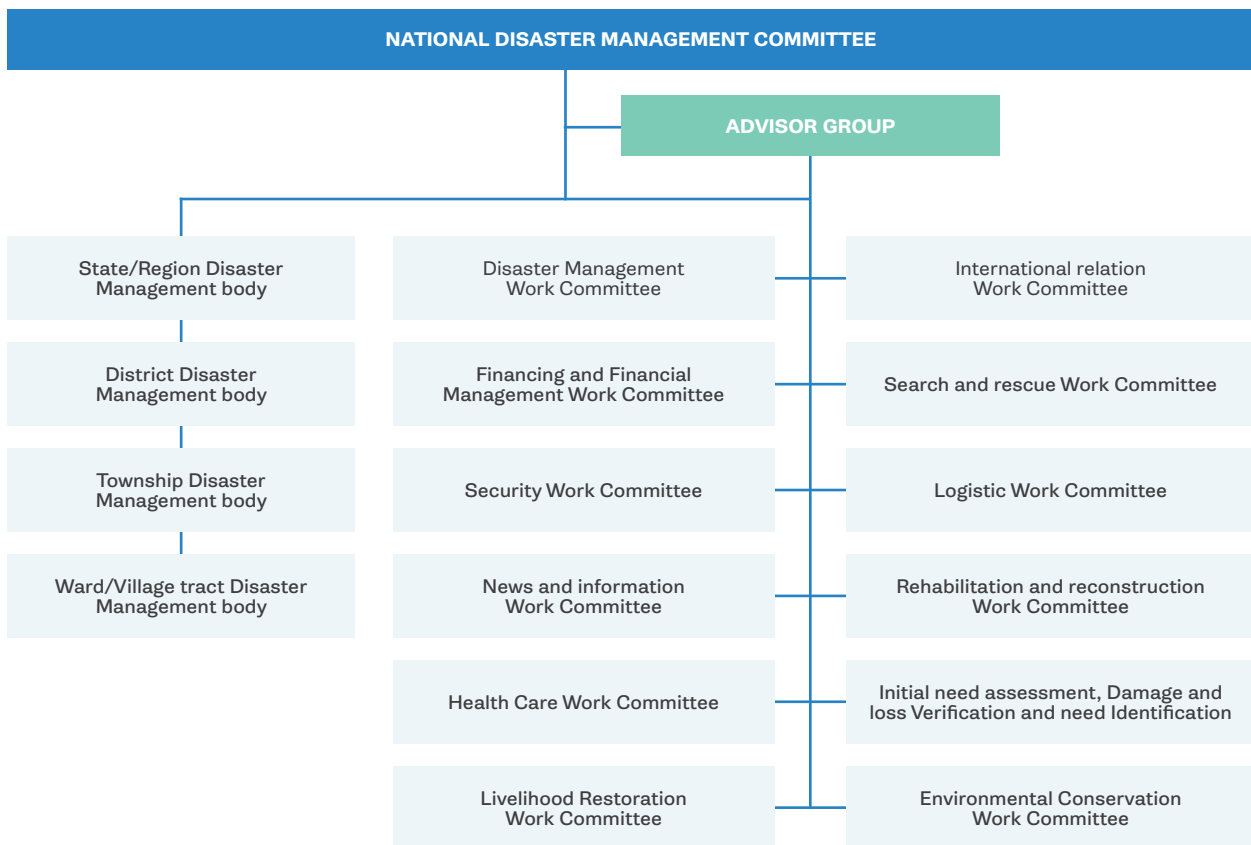 NATIONAL DISASTER MANAGEMENT COMMITTEE
ADVISOR GROUP
State/Region Disaster
Management body
District Disaster
Management body
Township Disaster
Management body
Ward/Village tract Disaster
Management body
Disaster Management
Work Committee
Financing and Financial
Management Work Committee
Security Work Committee
News and information
Work Committee
Health Care Work Committee
Livelihood Restoration
Work Committee
International relation
Work Committee
Search and rescue Work Committee
Logistic Work Committee
Rehabilitation and reconstruction
Work Committee
Initial need assessment, Damage and
loss Verification and need Identification
Environmental Conservation
Work Committee